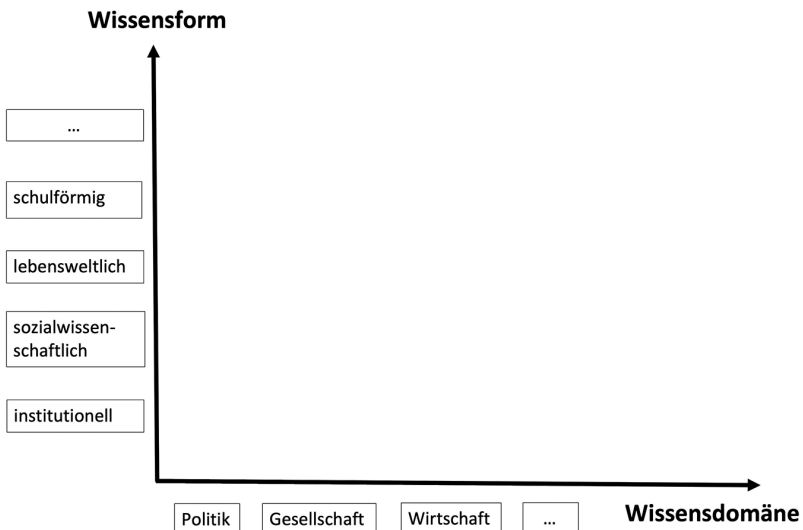 Wissensform
...
schulförmig
lebensweltlich
sozialwissen-
schaftlich
institutionell
Politik
Gesellschaft
Wirtschaft
...
Wissensdomäne